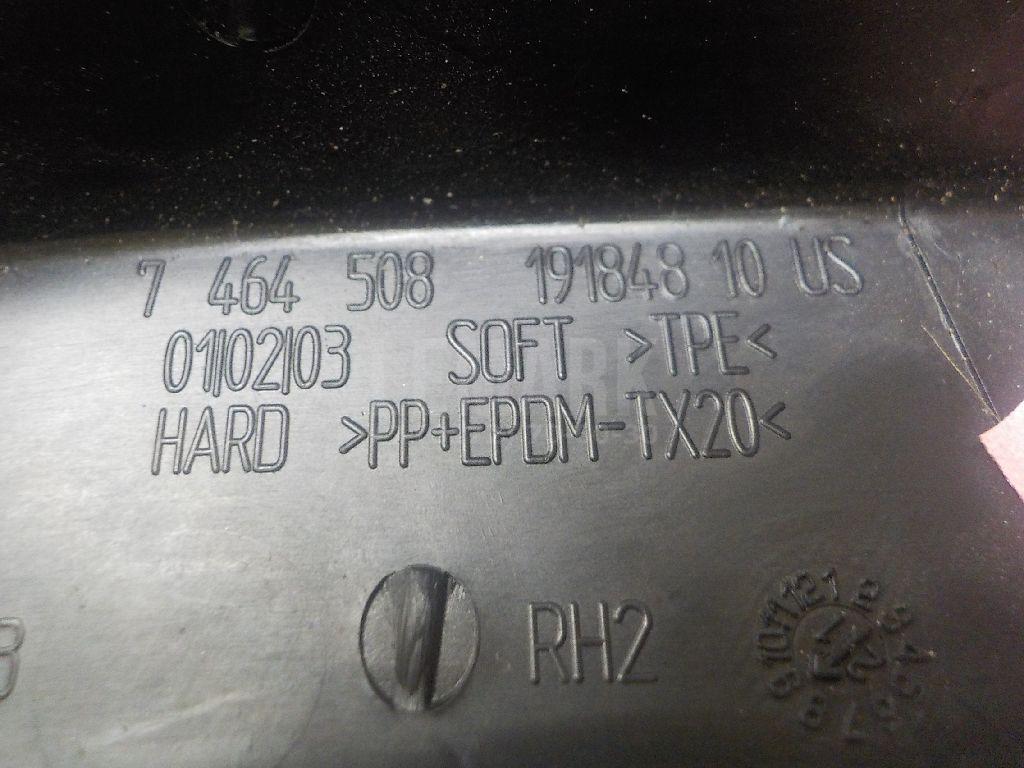 7 464 508 191848 10 US
01|02|03 SOFT >TPE<
HARD >PP+EPDM-TX20<
RH2